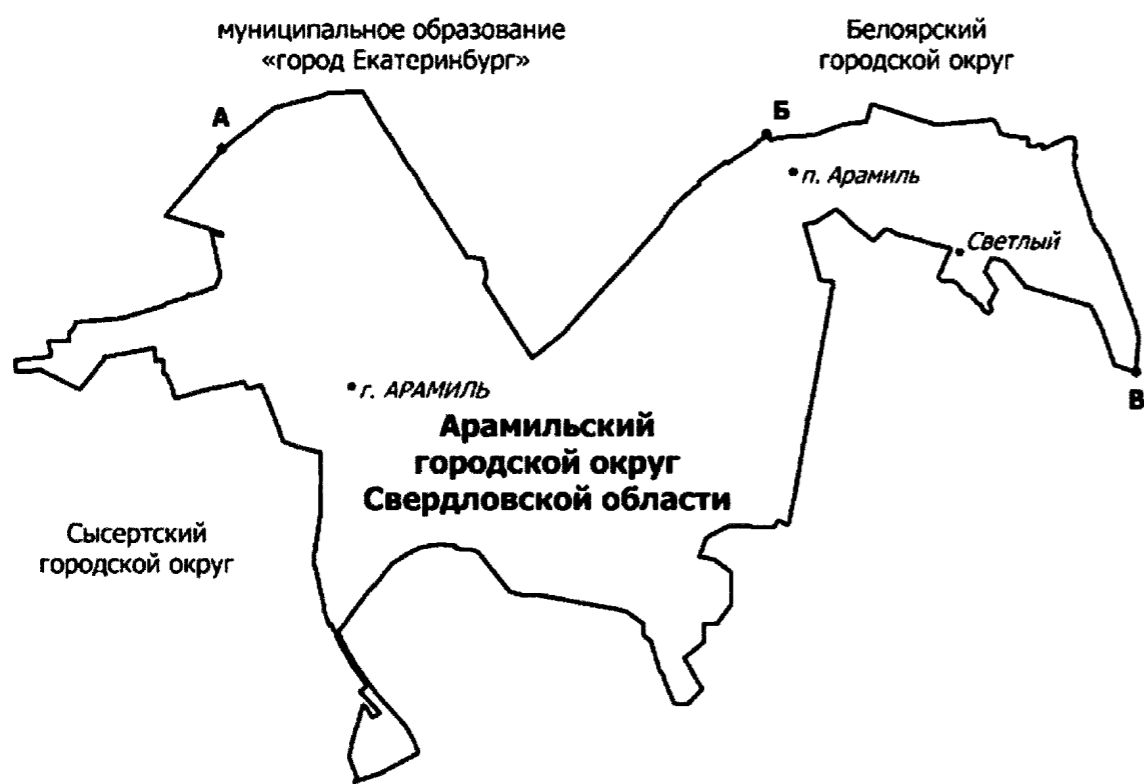 муниципальное образование
«город Екатеринбург»
Белоярский
городской округ
А
Б
п. Арамиль
Светлый
В
г. АРАМИЛЬ
Арамильский
городской округ
Свердловской области
Сысертский
городской округ